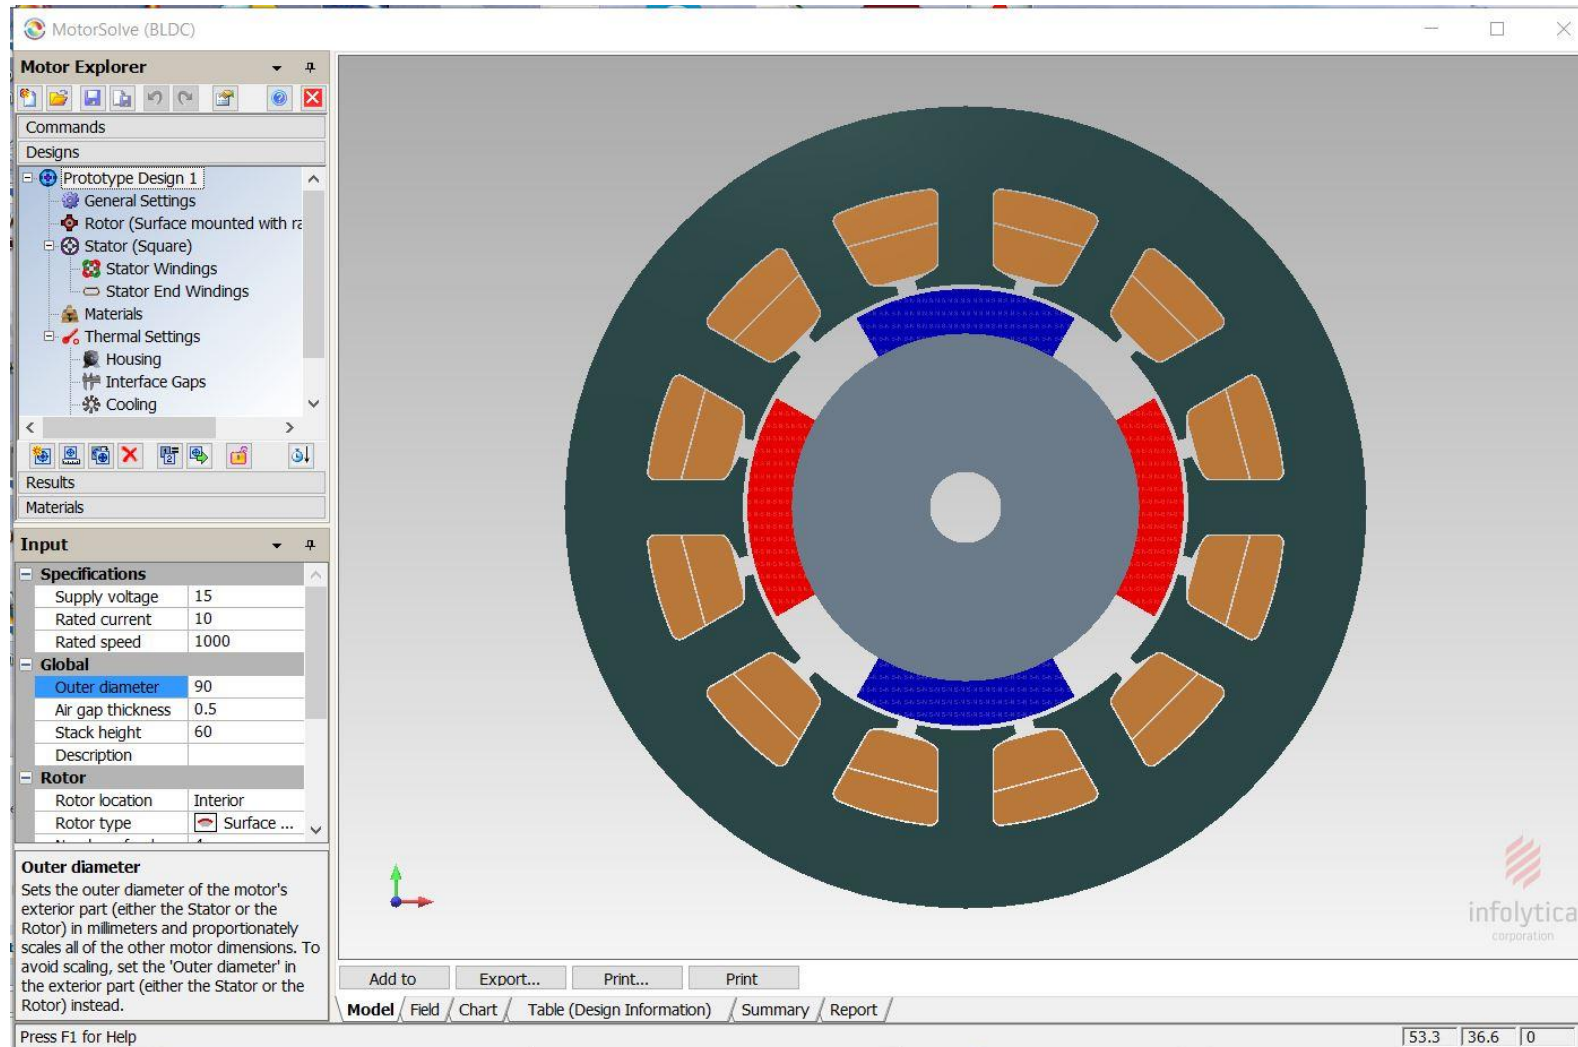 MotorSolve (BLDC)
Motor Explorer
Commands
Designs
Prototype Design 1
General Settings
Rotor (Surface mounted with ra
Stator (Square)
Stator Windings
Stator End Windings
Materials
Thermal Settings
Housing
Interface Gaps
Cooling
Results
Materials
Input
Specifications
Supply voltage 15
Rated current 10
Rated speed 1000
Global
Outer diameter 90
Air gap thickness 0.5
Stack height 60
Description
Rotor
Rotor location Interior
Rotor type Surface ...
Outer diameter
Sets the outer diameter of the motor's
exterior part (either the Stator or the
Rotor) in millimeters and proportionately
scales all of the other motor dimensions. To
avoid scaling, set the 'Outer diameter' in
the exterior part (either the Stator or the
Rotor) instead.
infolytica
corporation
Add to Export... Print... Print
Model Field Chart Table (Design Information) Summary Report
Press F1 for Help 53.3 36.6 0